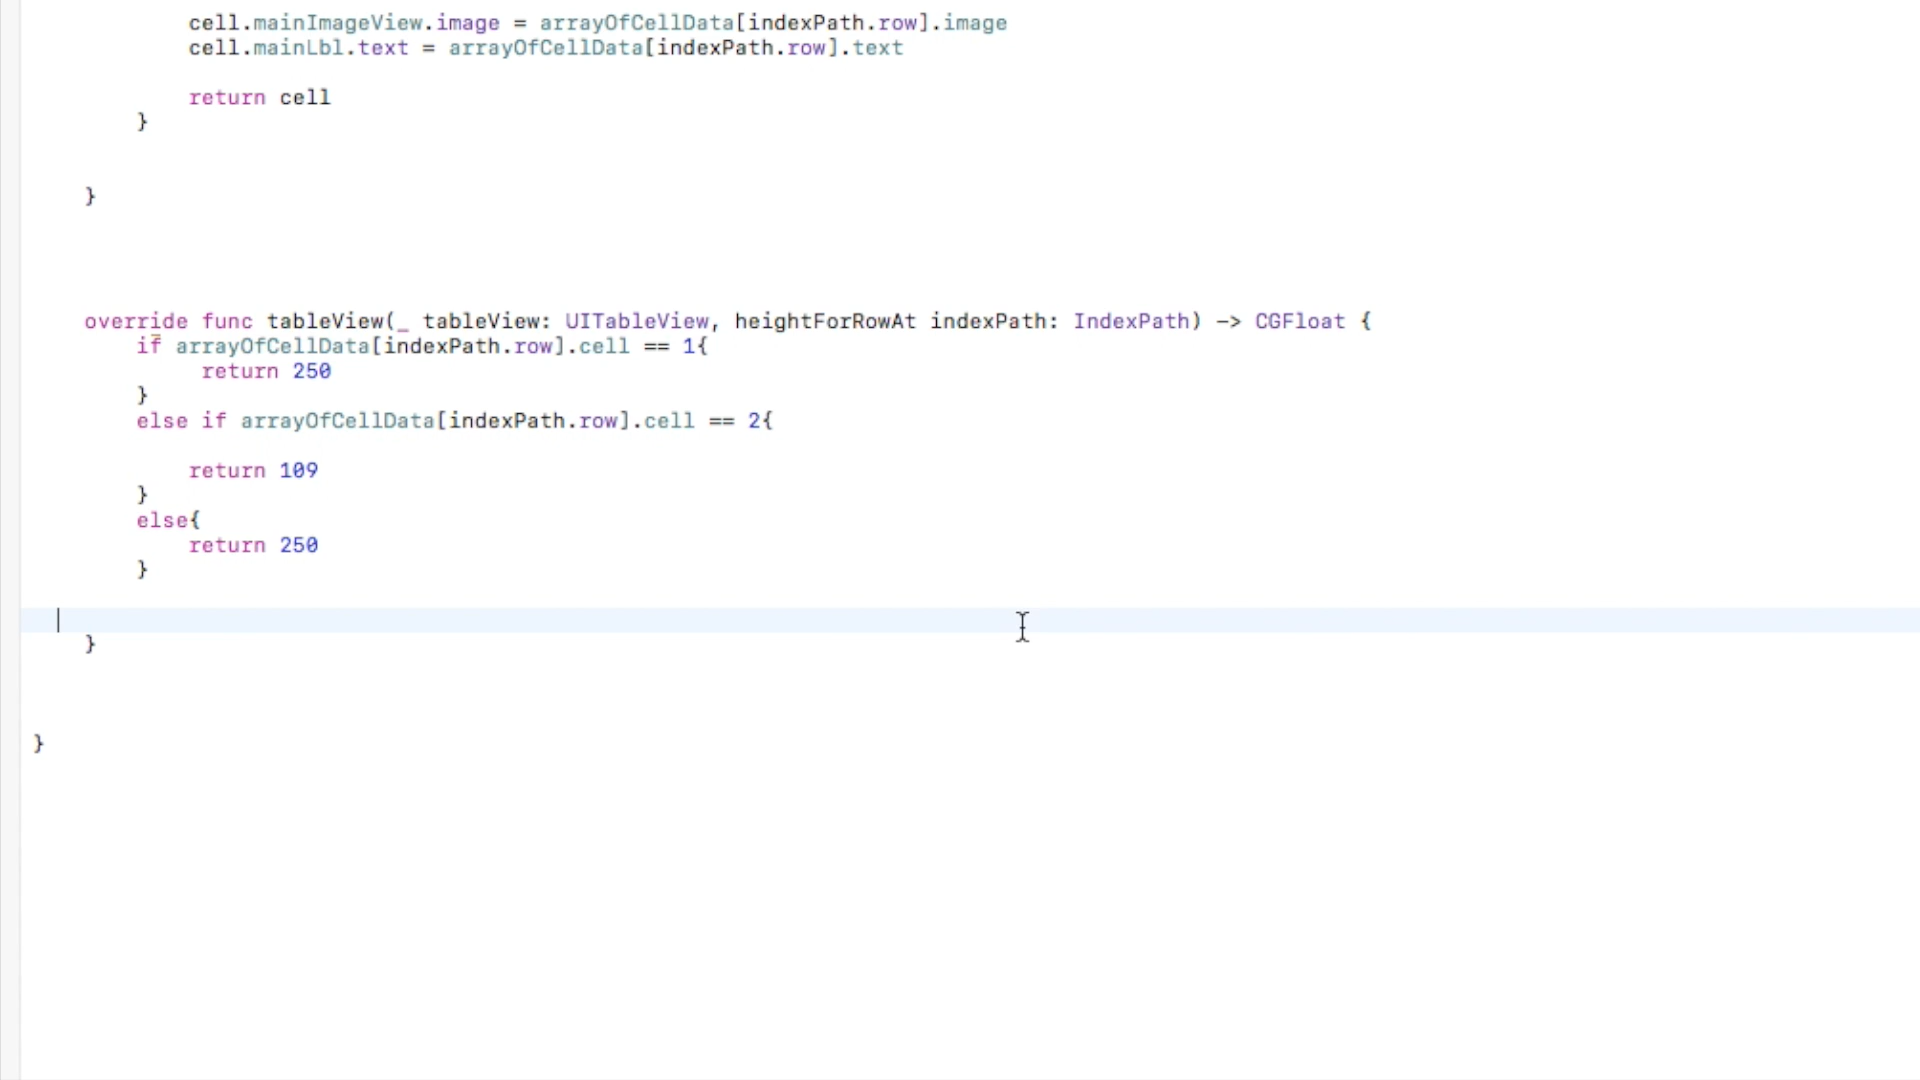 cell.mainImageView.image = arrayOfCellData[indexPath.row].image
cell.mainLbl.text = arrayOfCellData[indexPath.row].text
return cell
}
}
override func tableView(_ tableView: UITableView, heightForRowAt indexPath: IndexPath) -> CGFloat {
if arrayOfCellData[indexPath.row].cell == 1{
return 250
}
else if arrayOfCellData[indexPath.row].cell == 2{
return 109
}
else{
return 250
}
}
}